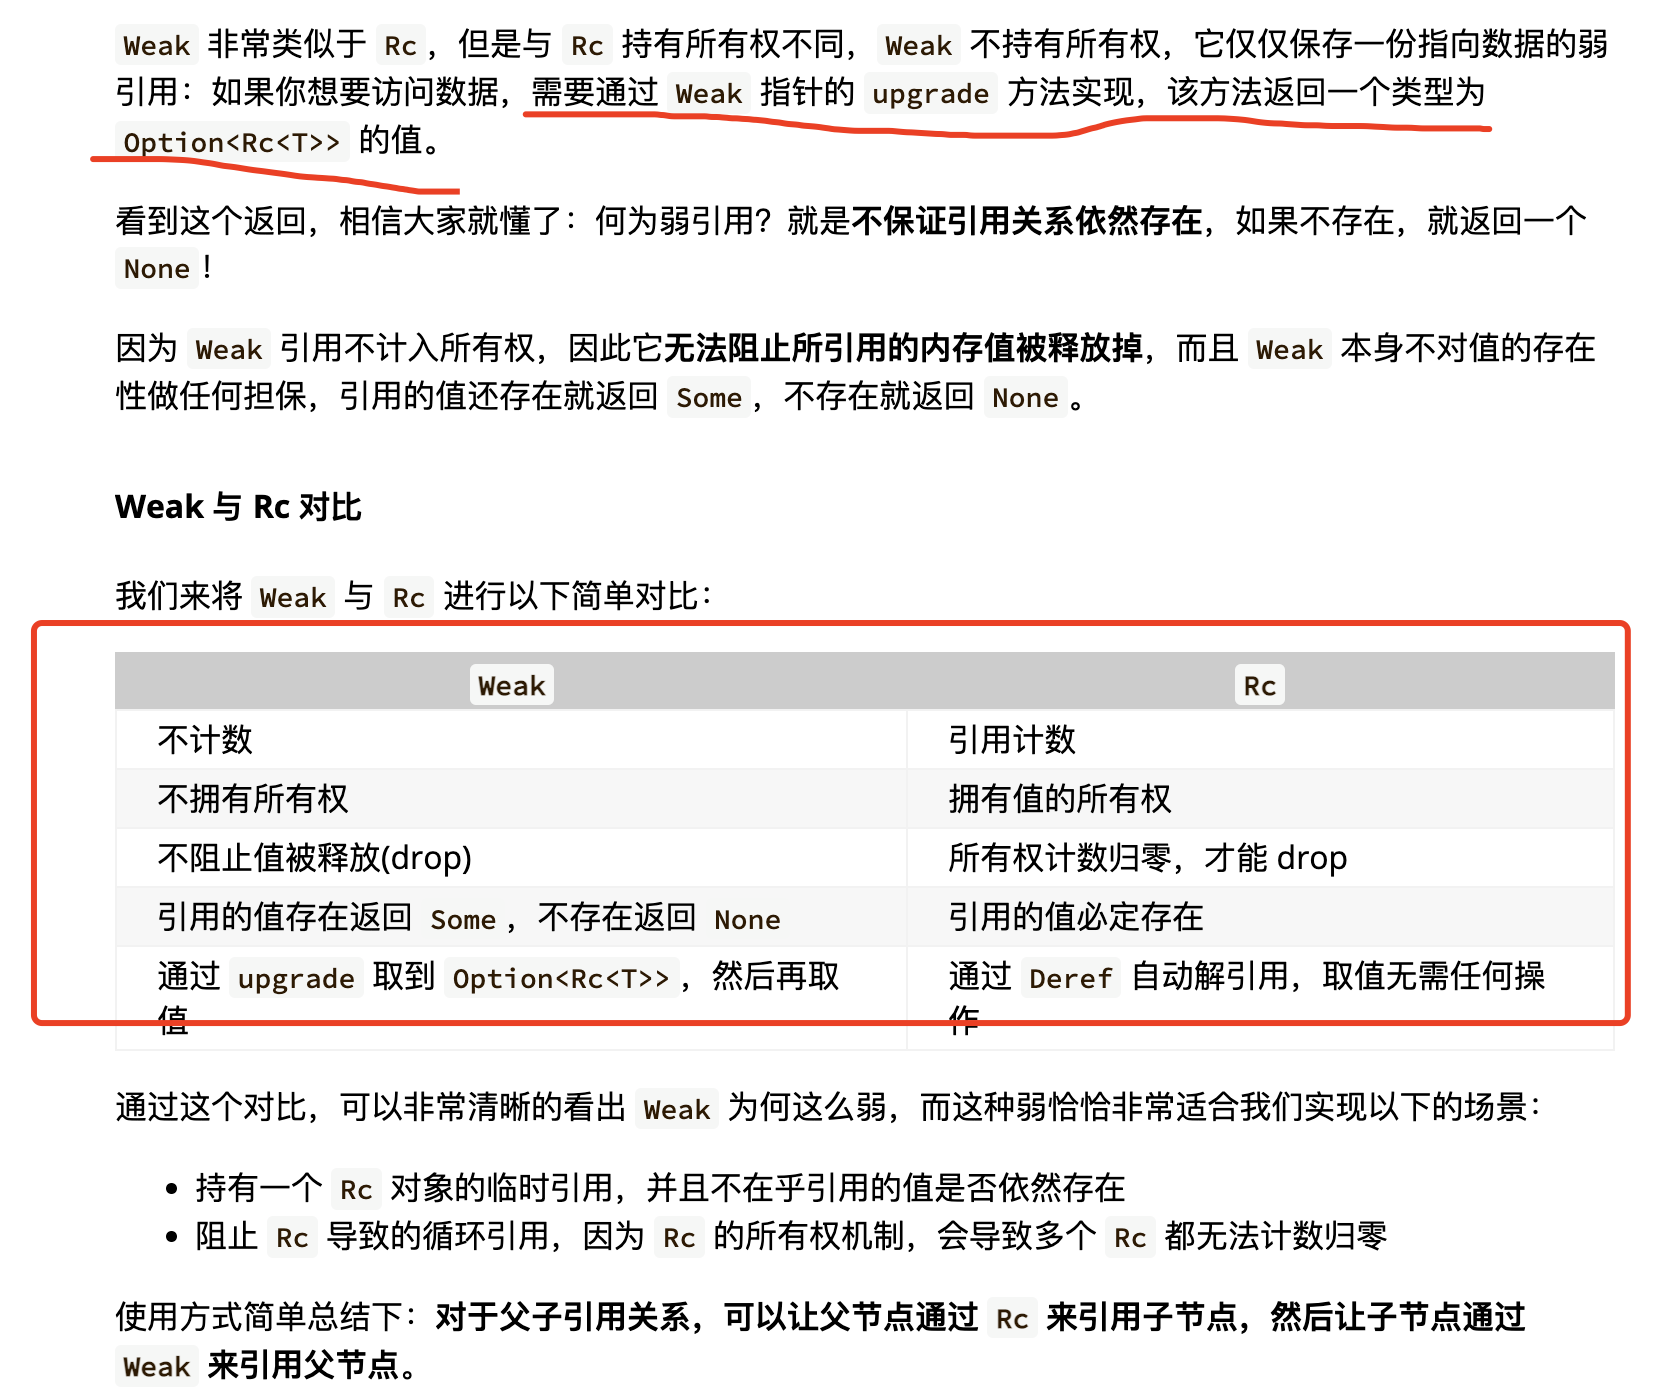 Weak 非常类似于 Rc，但是与 Rc 持有所有权不同，Weak 不持有所有权，它仅仅保存一份指向数据的弱
引用：如果你想要访问数据，需要通过 Weak 指针的 upgrade 方法实现，该方法返回一个类型为
Option<Rc<T>> 的值。
看到这个返回，相信大家就懂了：何为弱引用？就是不保证引用关系依然存在，如果不存在，就返回一个
None！
因为 Weak 引用不计入所有权，因此它无法阻止所引用的内存值被释放掉，而且 Weak 本身不对值的存在
性做任何担保，引用的值还存在就返回 Some，不存在就返回 None。
Weak 与 Rc 对比
我们来将 Weak 与 Rc 进行以下简单对比：
Weak Rc
不计数 引用计数
不拥有所有权 拥有值的所有权
不阻止值被释放(drop) 所有权计数归零，才能 drop
引用的值存在返回 Some，不存在返回 None 引用的值必定存在
通过 upgrade 取到 Option<Rc<T>>，然后再取 通过 Deref 自动解引用，取值无需任何操
值 作
通过这个对比，可以非常清晰的看出 Weak 为何这么弱，而这种弱恰恰非常适合我们实现以下的场景：
• 持有一个 Rc 对象的临时引用，并且不在乎引用的值是否依然存在
• 阻止 Rc 导致的循环引用，因为 Rc 的所有权机制，会导致多个 Rc 都无法计数归零
使用方式简单总结下：对于父子引用关系，可以让父节点通过 Rc 来引用子节点，然后让子节点通过
Weak 来引用父节点。